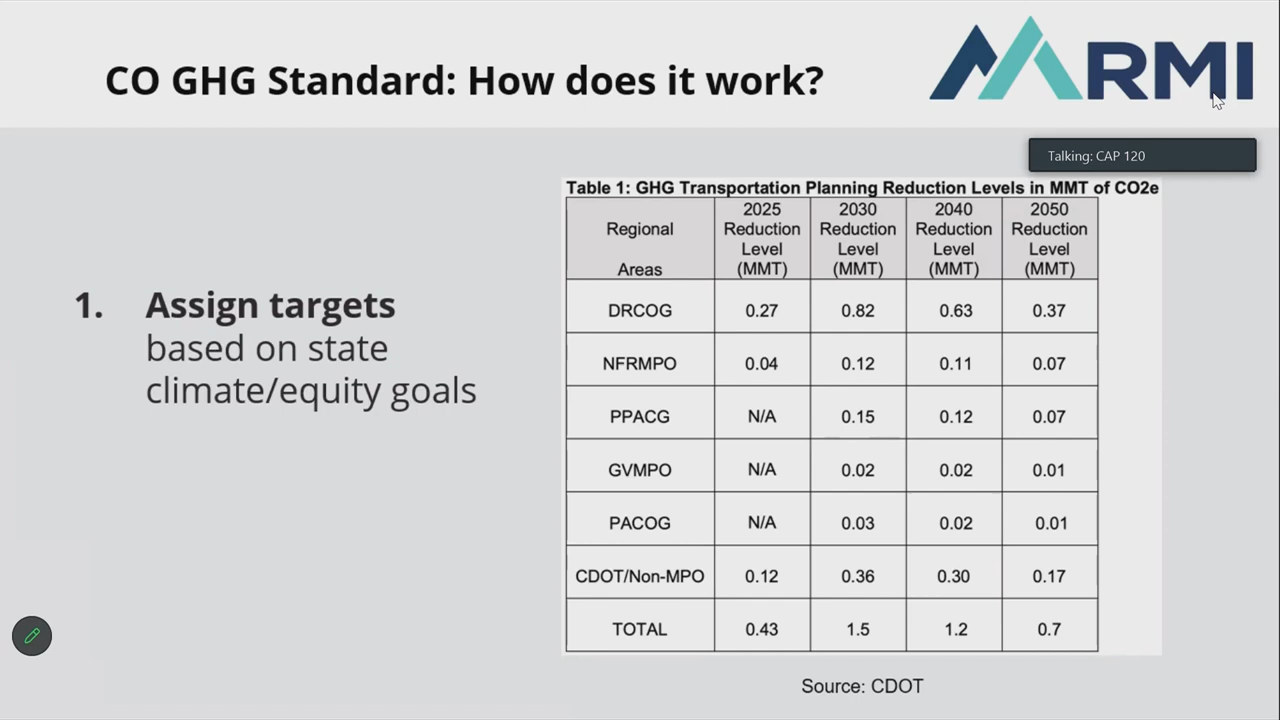 CO GHG Standard: How does it work?
RMI
Talking: CAP 120
1. Assign targets
based on state
climate/equity goals
Table 1: GHG Transportation Planning Reduction Levels in MMT of CO2e
Regional Areas 2025 Reduction Level (MMT) 2030 Reduction Level (MMT) 2040 Reduction Level (MMT) 2050 Reduction Level (MMT)
DRCOG 0.27 0.82 0.63 0.37
NFRMPO 0.04 0.12 0.11 0.07
PPACG N/A 0.15 0.12 0.07
GVMPO N/A 0.02 0.02 0.01
PACOG N/A 0.03 0.02 0.01
CDOT/Non-MPO 0.12 0.36 0.30 0.17
TOTAL 0.43 1.5 1.2 0.7
Source: CDOT